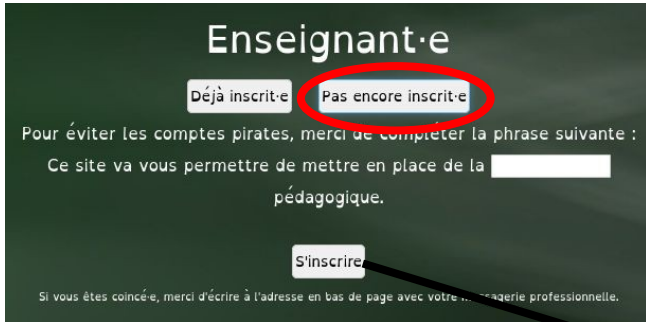 Enseignant·e
Déjà inscrit·e Pas encore inscrit·e
Pour éviter les comptes pirates, merci de compléter la phrase suivante :
Ce site va vous permettre de mettre en place de la
pédagogique.
S'inscrire
Si vous êtes coincé·e, merci d'écrire à l'adresse en bas de page avec votre messagerie professionnelle.